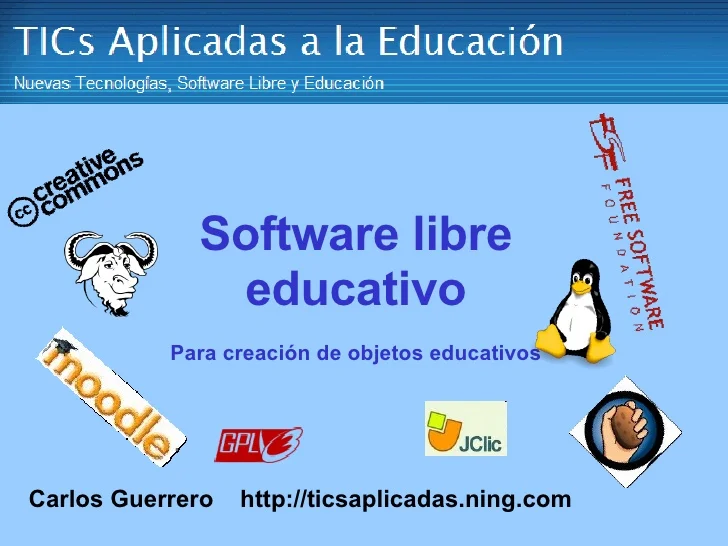 TICs Aplicadas a la Educación
Nuevas Tecnologías, Software Libre y Educación
cc creative
commons
FSF
FREE SOFTWARE
FOUNDATION
Software libre
educativo
Para creación de objetos educativos
moodle
GPLv3
JClic
Carlos Guerrero http://ticsaplicadas.ning.com